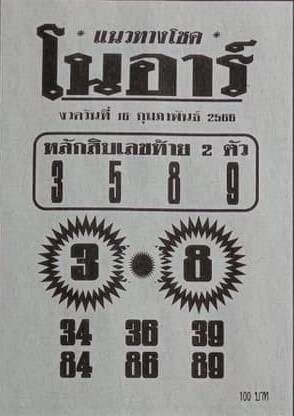 แนวทางโชค
โนอาร์
งวดวันที่ 16 กุมภาพันธ์ 2566
หลักสิบเลขท้าย 2 ตัว
3 5 8 9
3 8
34 36 39
84 86 89
100 บาท